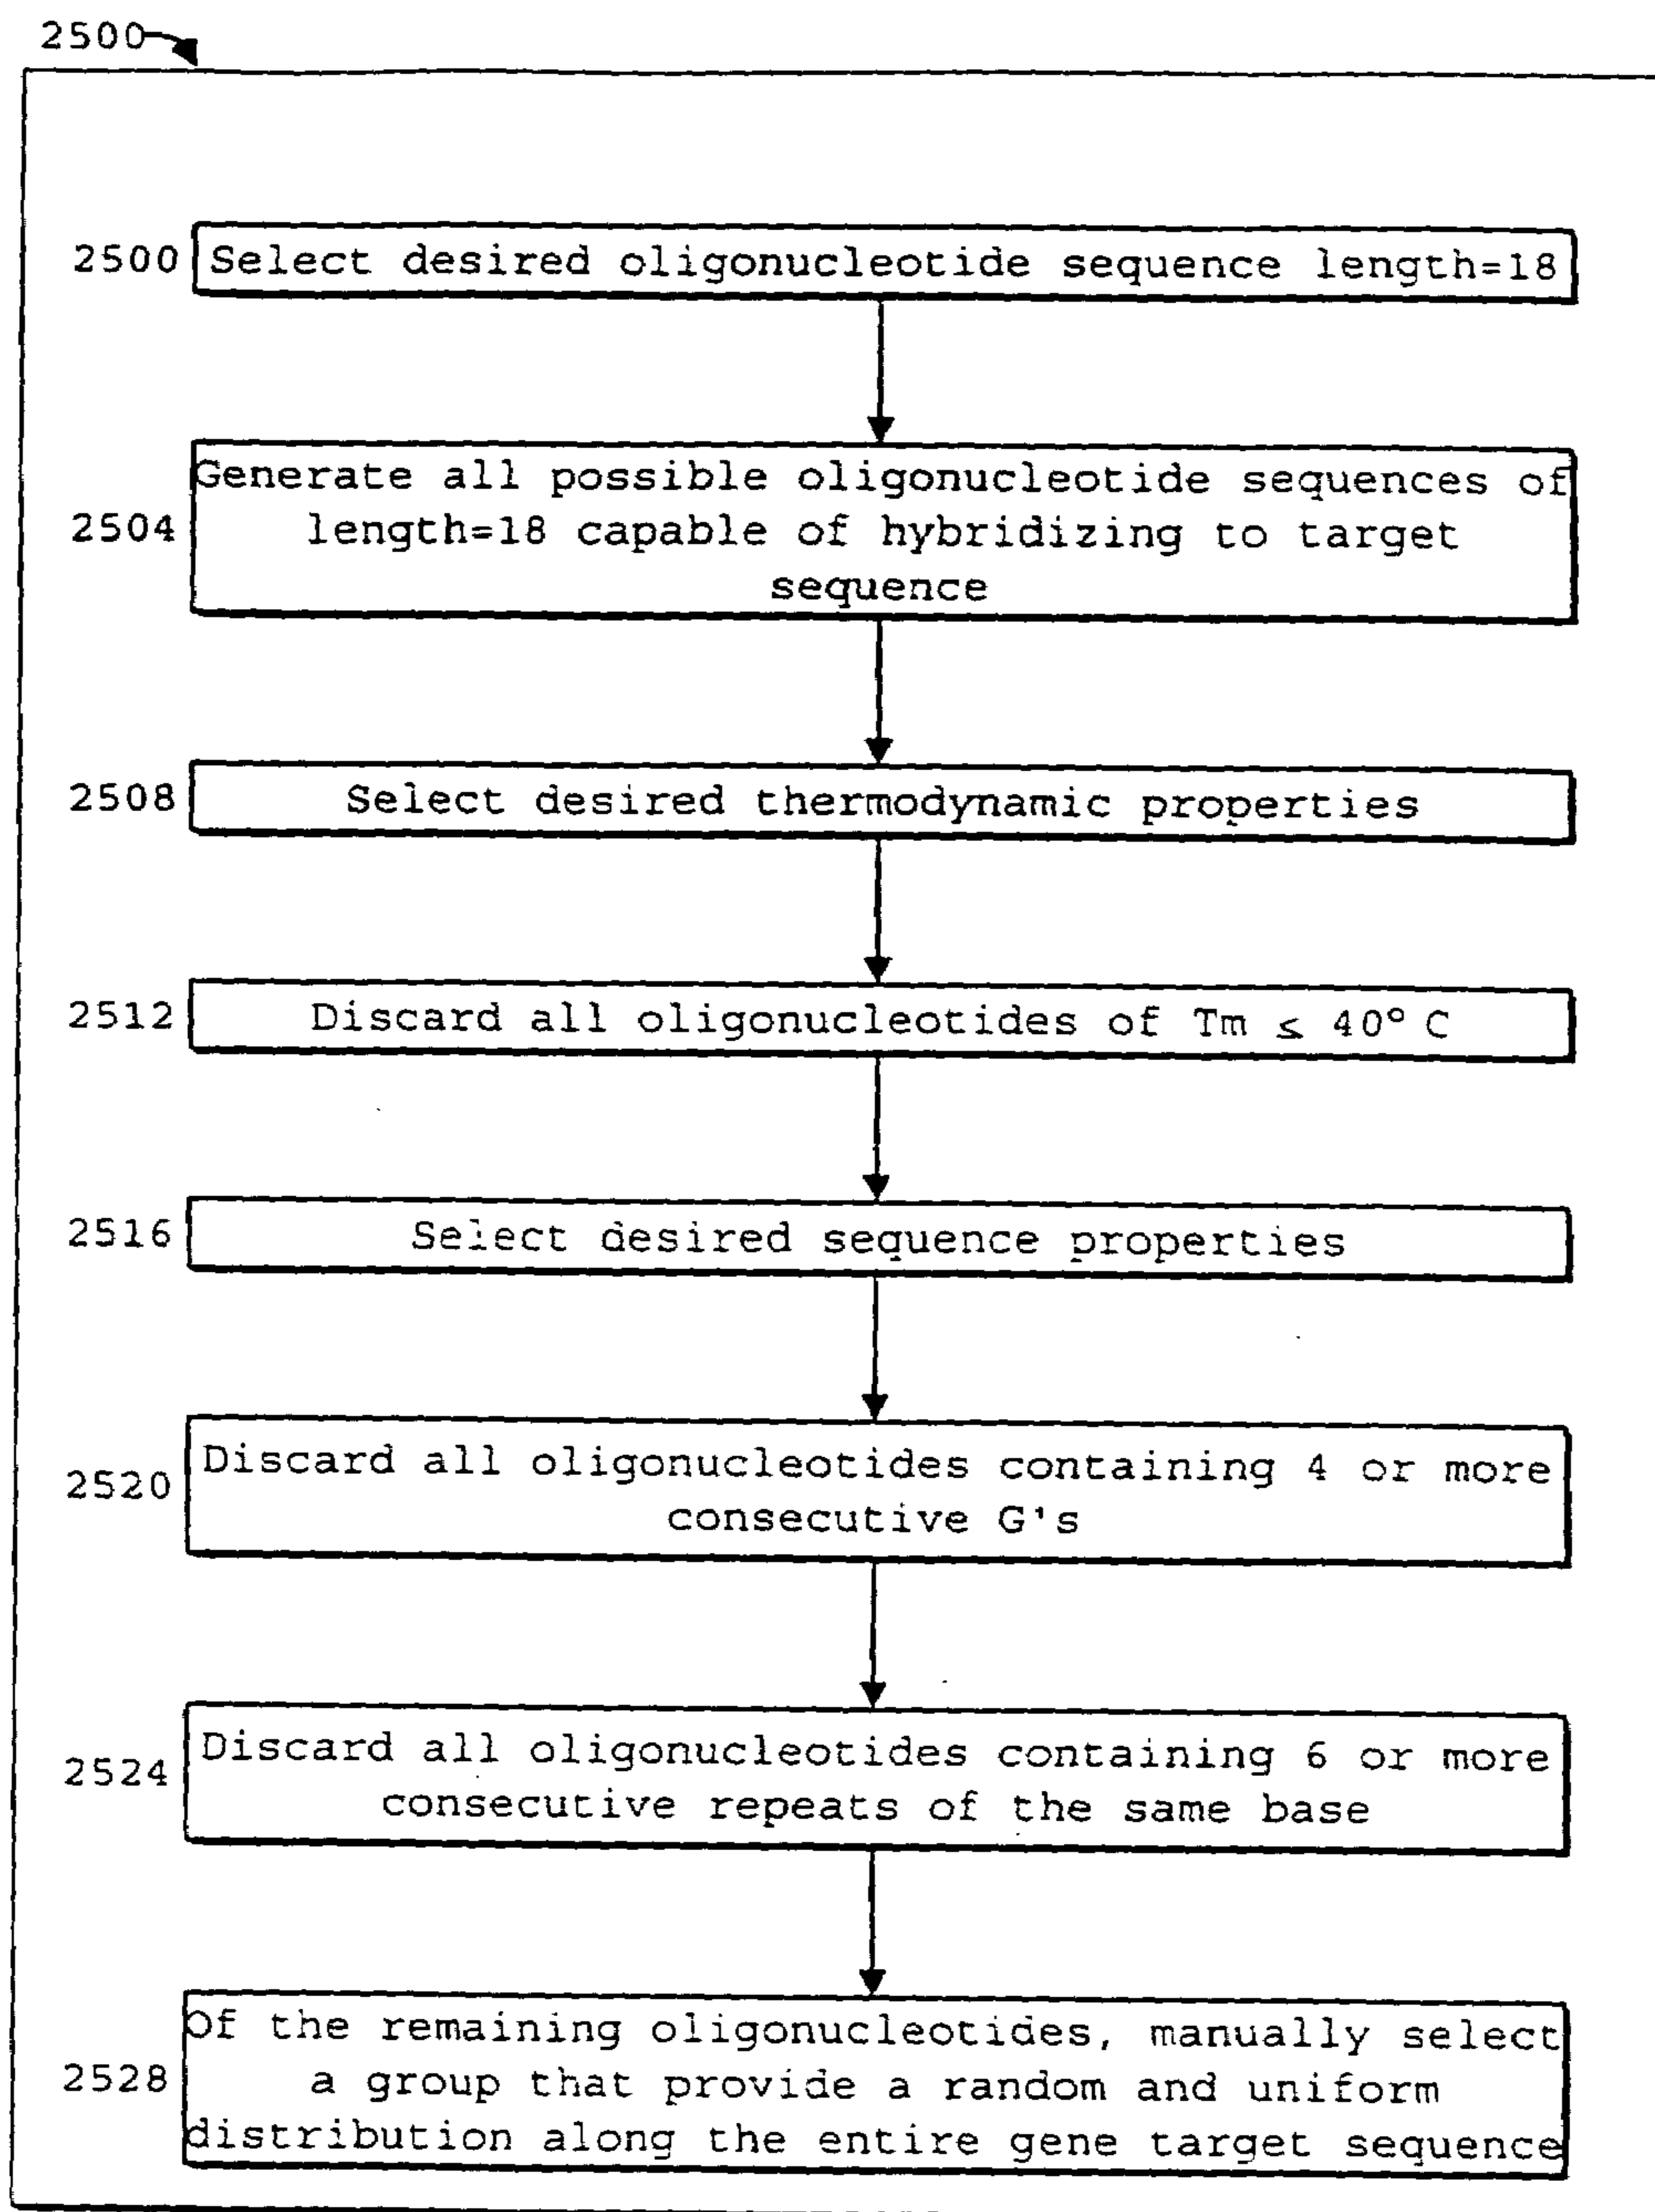 2500
2500 Select desired oligonucleotide sequence length=18
Generate all possible oligonucleotide sequences of
2504 length=18 capable of hybridizing to target
sequence
2508 Select desired thermodynamic properties
2512 Discard all oligonucleotides of Tm ≤ 40° C
2516 Select desired sequence properties
Discard all oligonucleotides containing 4 or more
2520 consecutive G's
Discard all oligonucleotides containing 6 or more
2524 consecutive repeats of the same base
Of the remaining oligonucleotides, manually select
2528 a group that provide a random and uniform
distribution along the entire gene target sequence